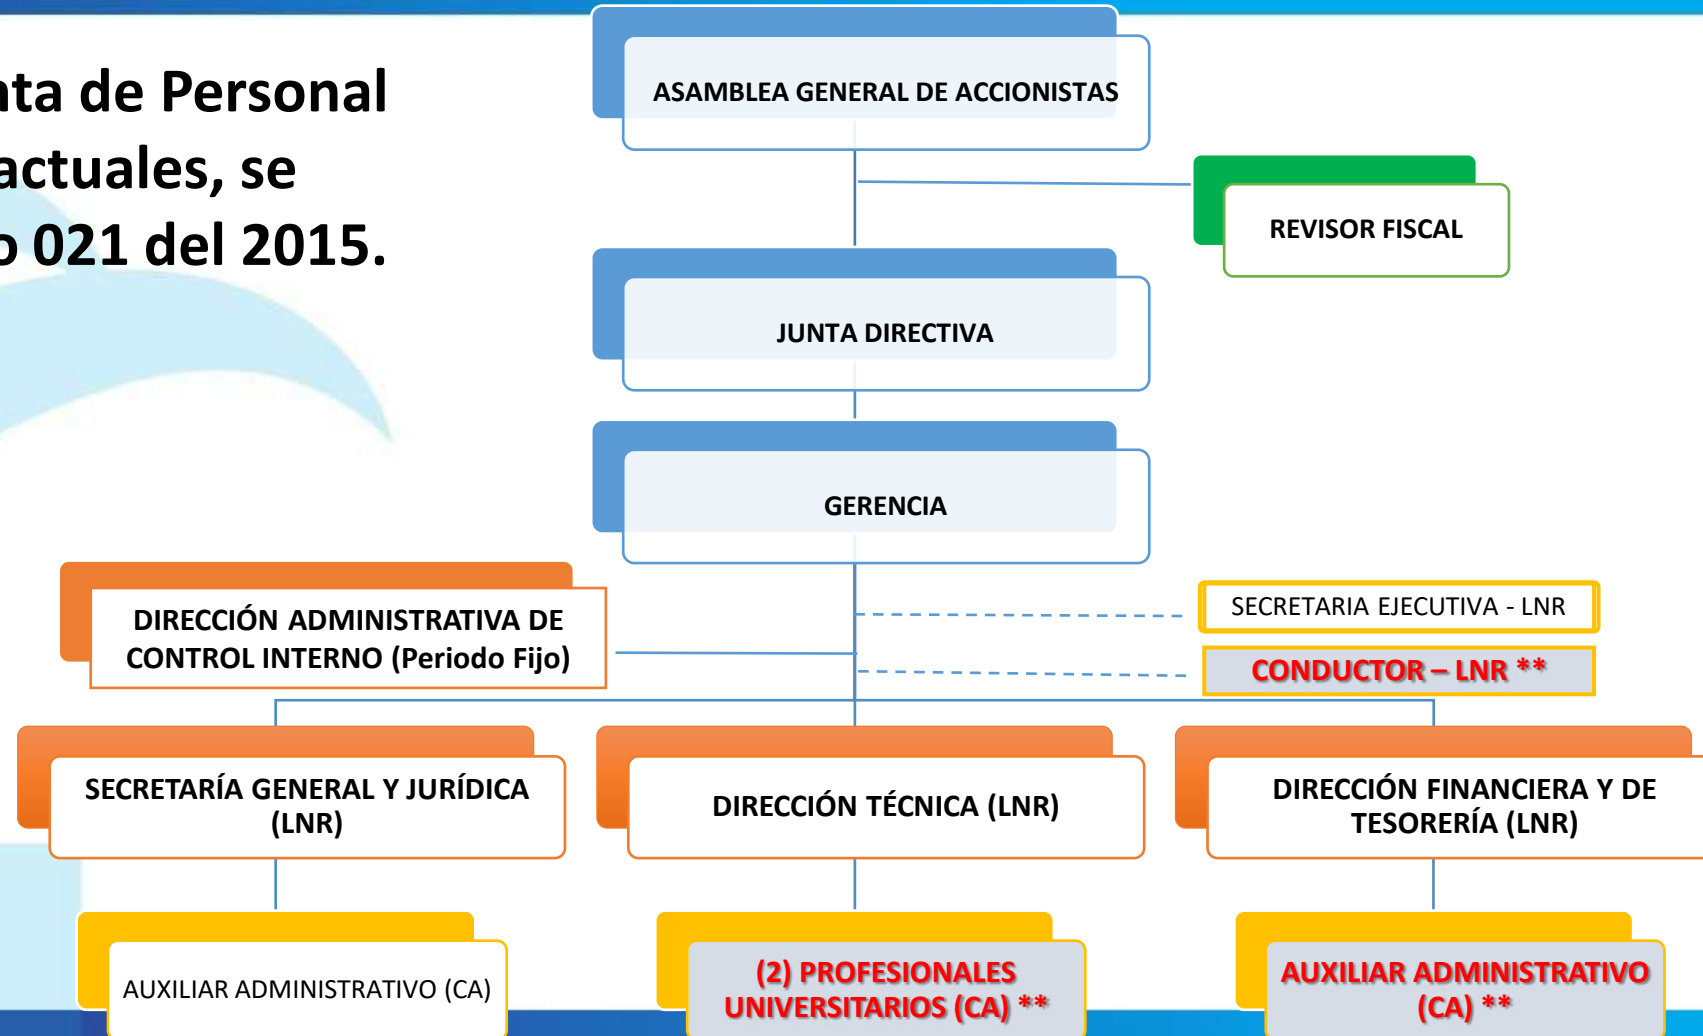 de Personal
actuales, se
021 del 2015.
ASAMBLEA GENERAL DE ACCIONISTAS
REVISOR FISCAL
JUNTA DIRECTIVA
GERENCIA
DIRECCIÓN ADMINISTRATIVA DE
CONTROL INTERNO (Periodo Fijo)
SECRETARIA EJECUTIVA - LNR
CONDUCTOR – LNR **
SECRETARÍA GENERAL Y JURÍDICA
(LNR)
DIRECCIÓN TÉCNICA (LNR)
DIRECCIÓN FINANCIERA Y DE
TESORERÍA (LNR)
AUXILIAR ADMINISTRATIVO (CA)
(2) PROFESIONALES
UNIVERSITARIOS (CA) **
AUXILIAR ADMINISTRATIVO
(CA) **